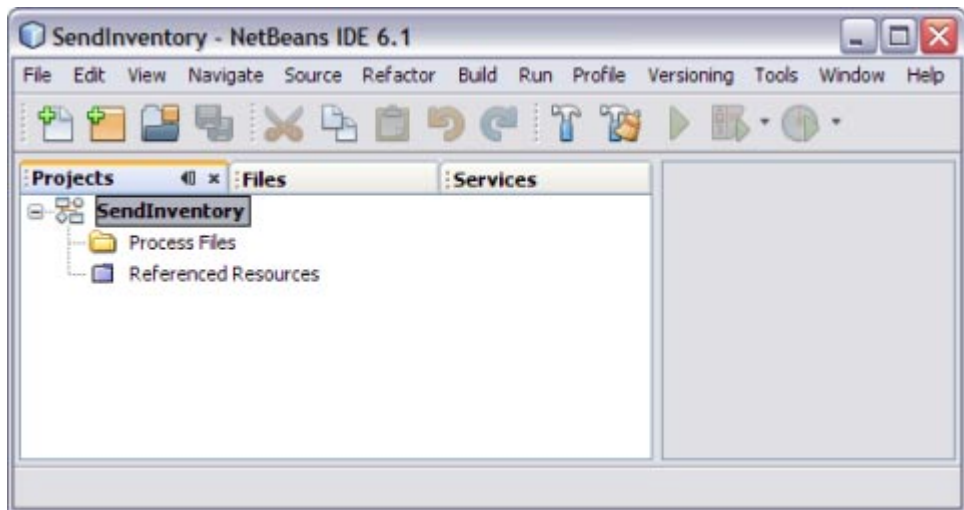 SendInventory - NetBeans IDE 6.1
File Edit View Navigate Source Refactor Build Run Profile Versioning Tools Window Help
Projects Files Services
SendInventory
Process Files
Referenced Resources